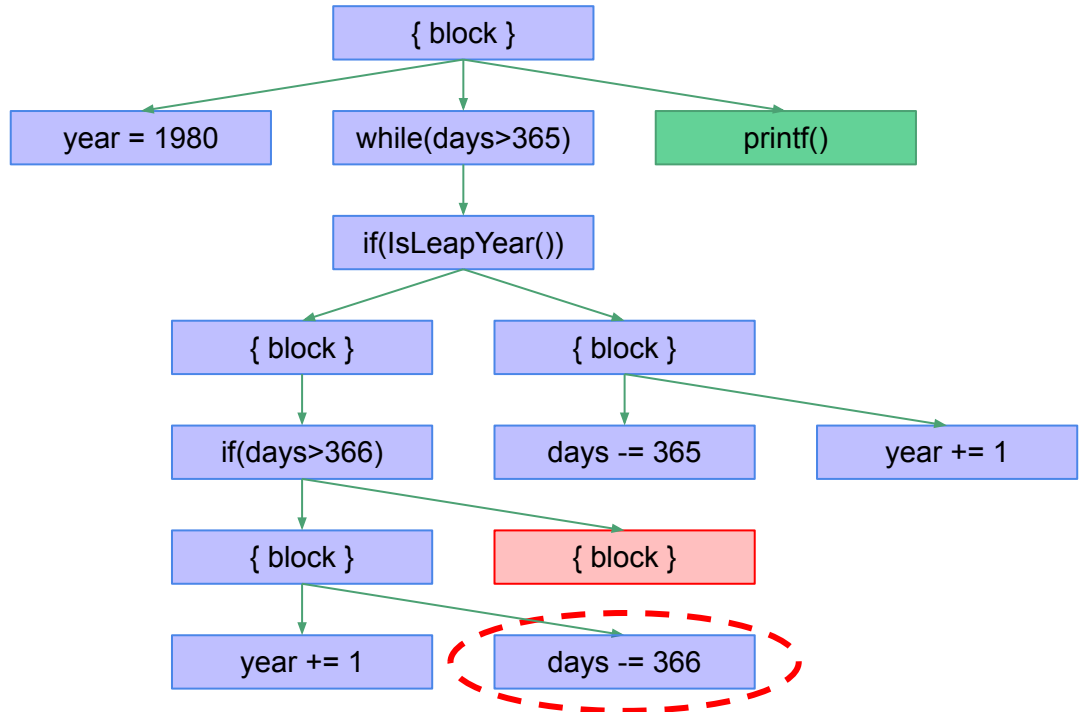 { block }
year = 1980
while(days>365)
printf()
if(IsLeapYear())
{ block }
{ block }
if(days>366)
days -= 365
year += 1
{ block }
{ block }
year += 1
days -= 366